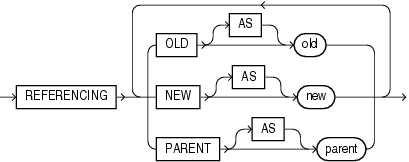 AS
OLD old
AS
REFERENCING NEW new
AS
PARENT parent